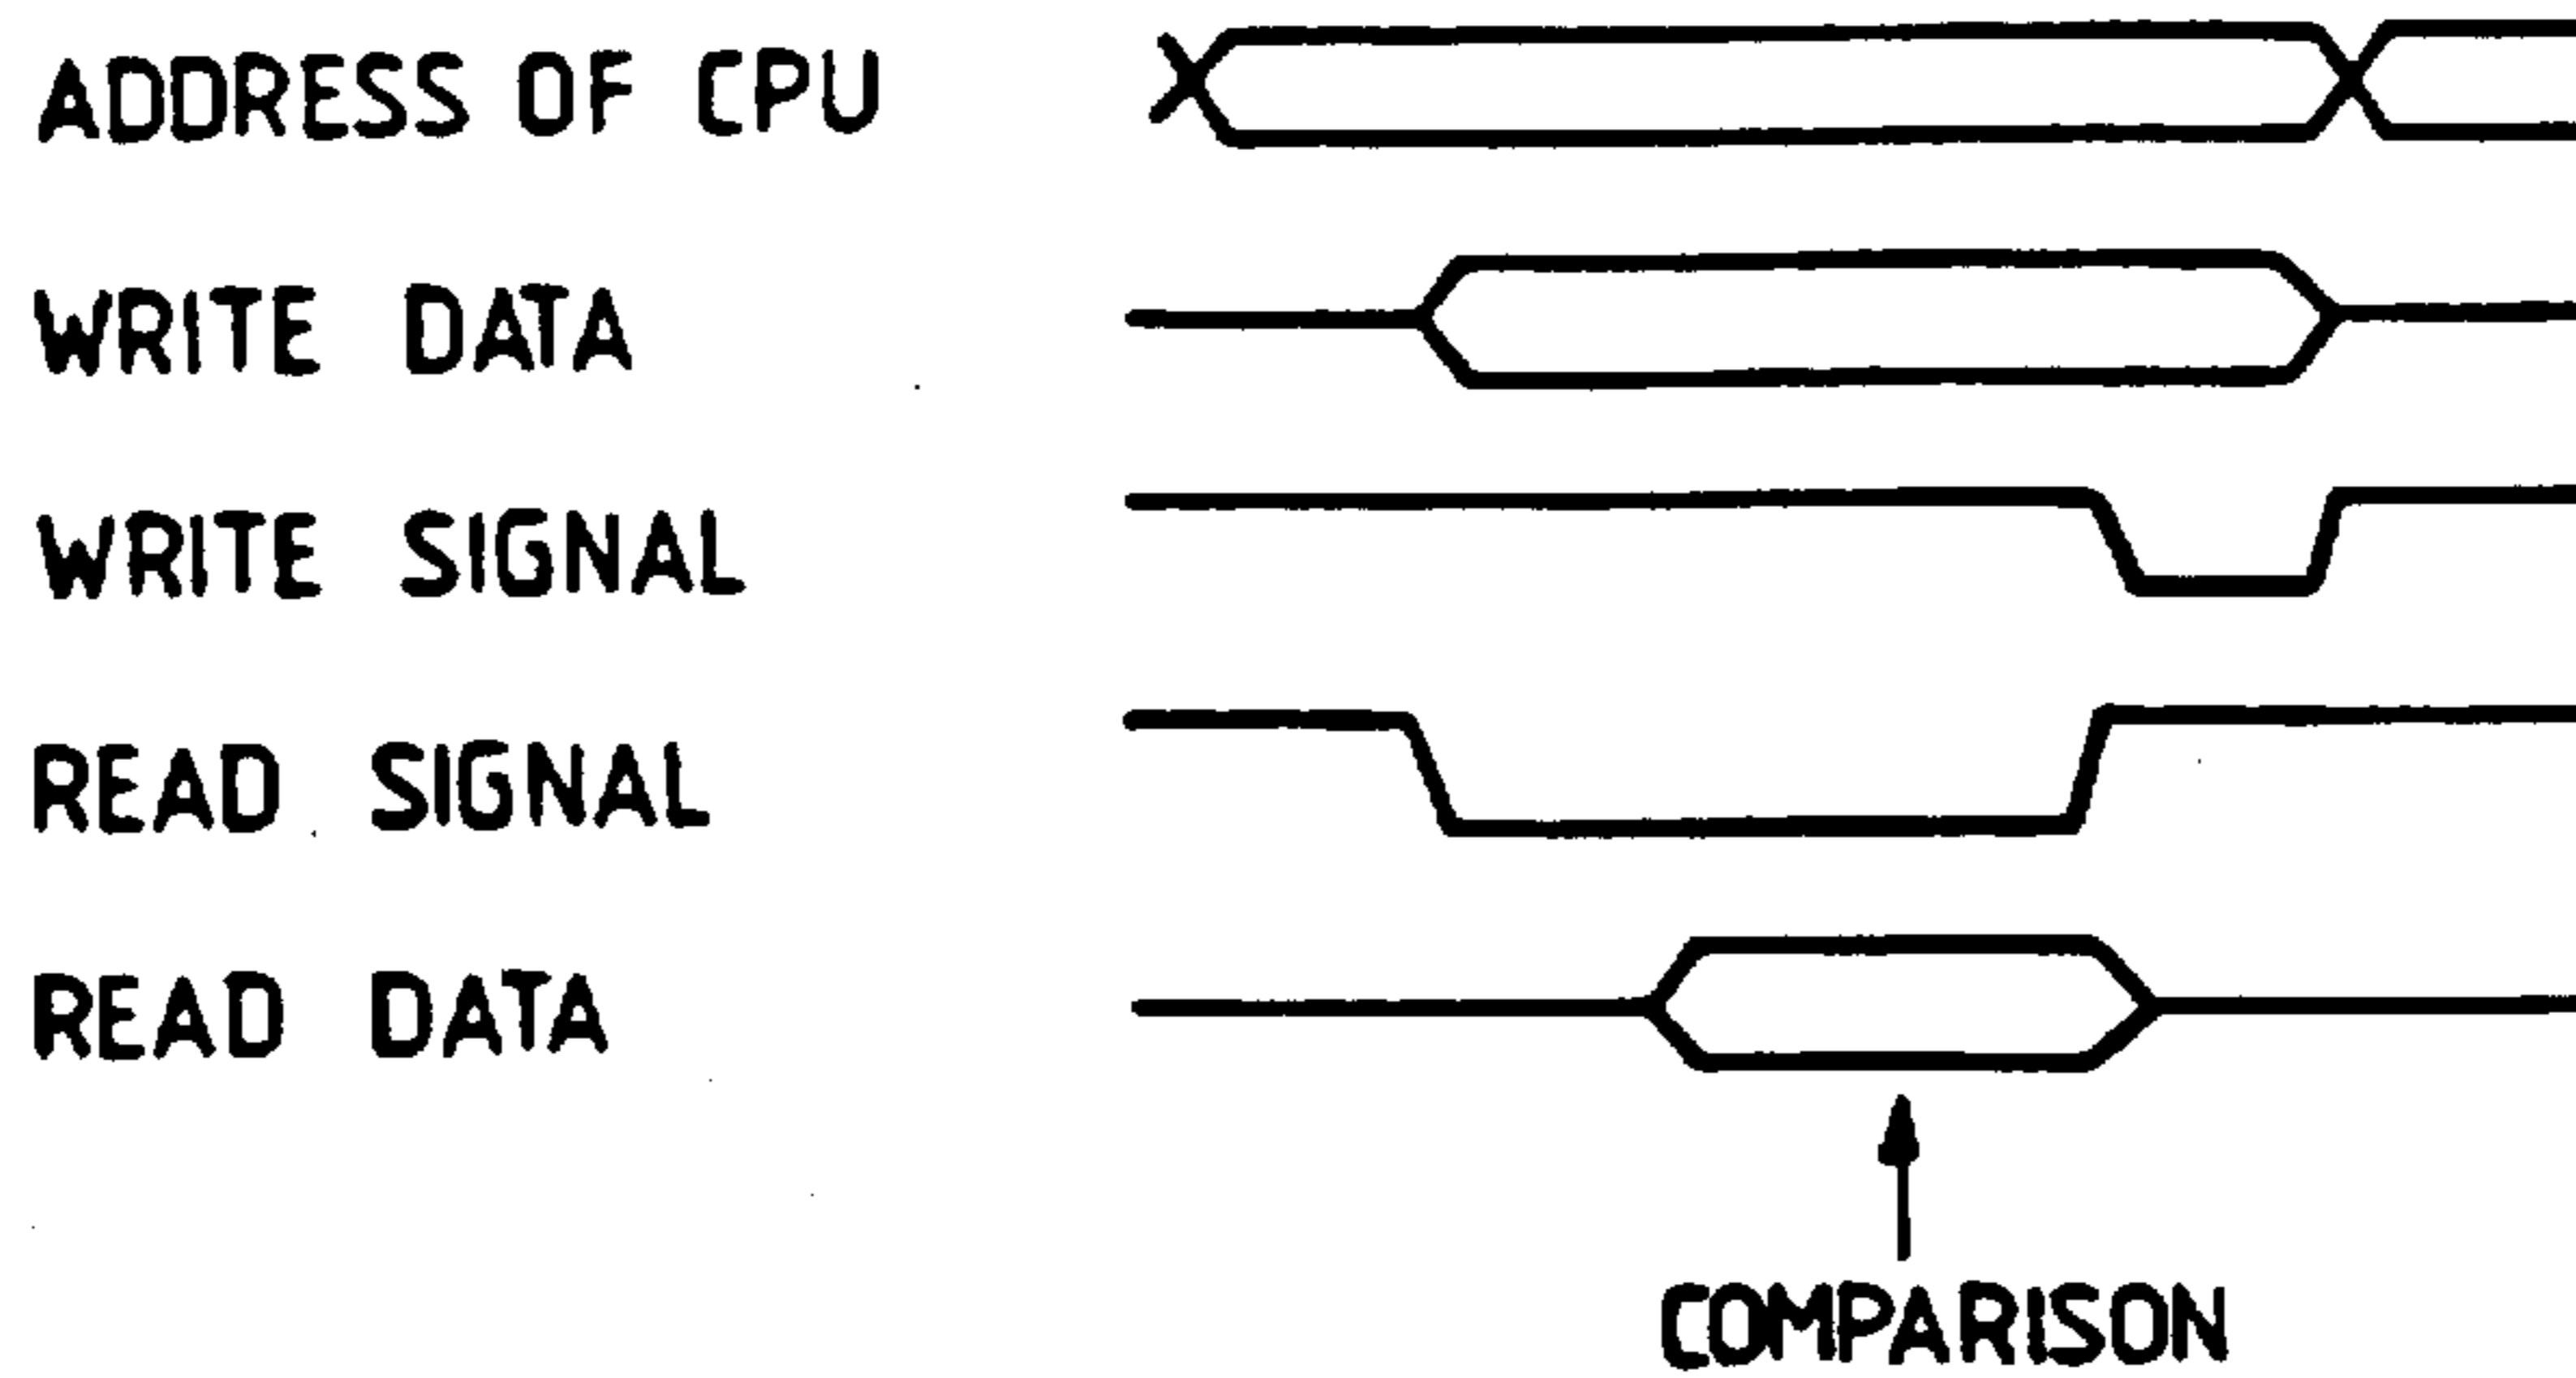 ADDRESS OF CPU
WRITE DATA
WRITE SIGNAL
READ SIGNAL
READ DATA
COMPARISON